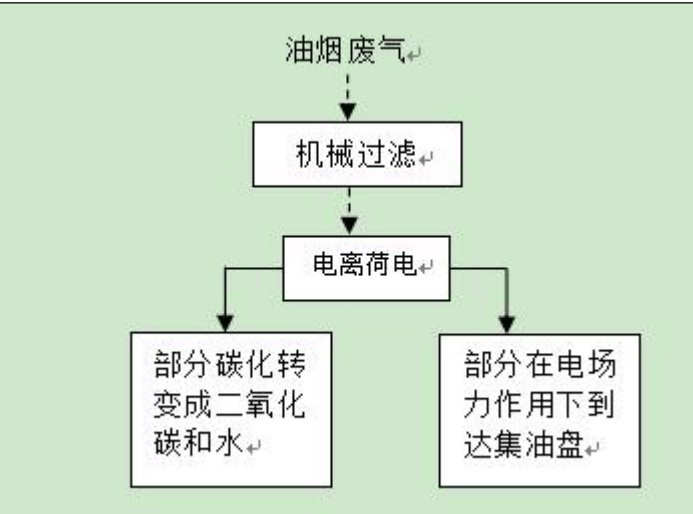 油烟废气
机械过滤
电离荷电
部分碳化转
变成二氧化
碳和水
部分在电场
力作用下到
达集油盘